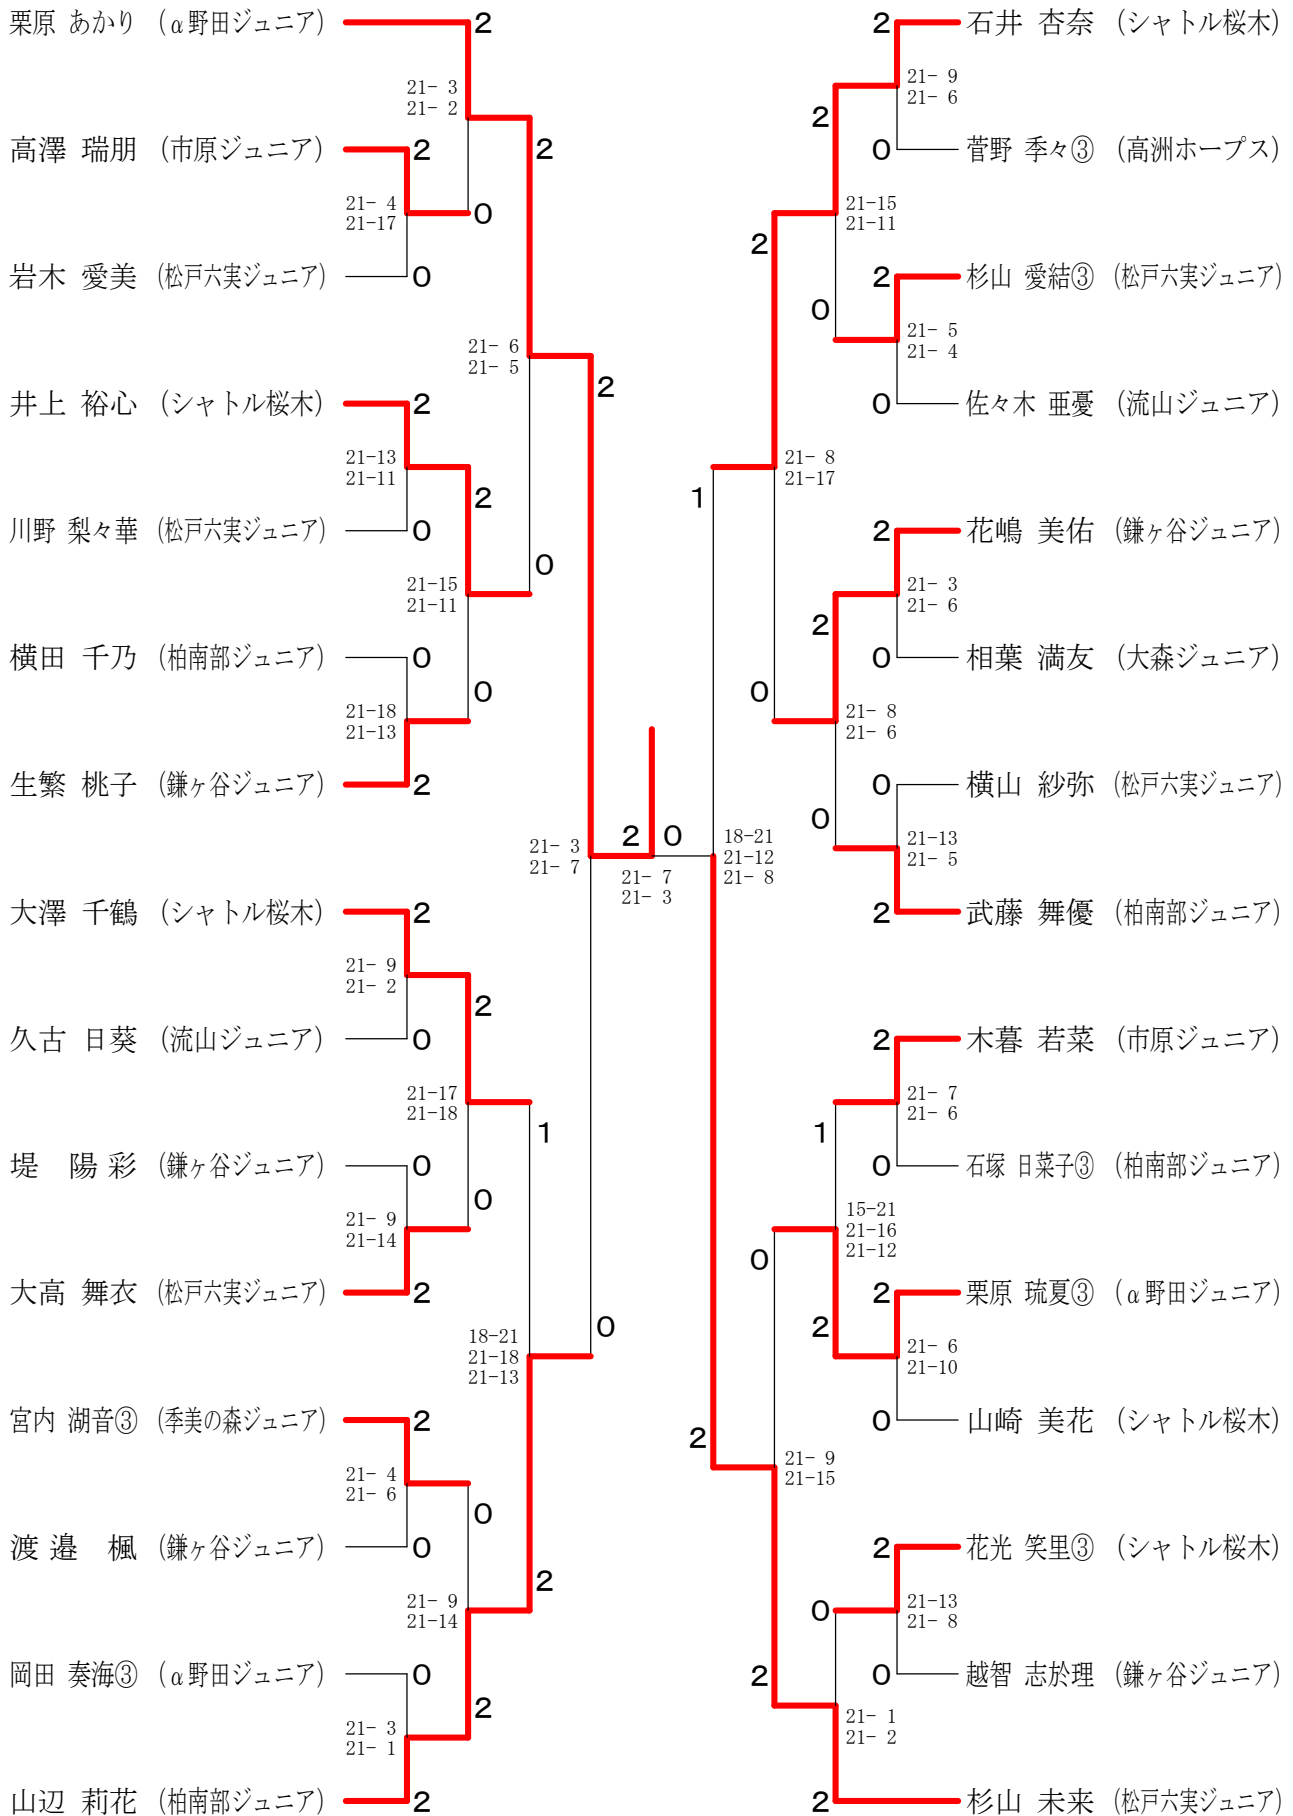 栗原 あかり (α野田ジュニア) 2
21- 3
21- 2
2
高澤 瑞朋 (市原ジュニア) 2
21- 4
21-17
0
岩木 愛美 (松戸六実ジュニア) 0
21- 6
21- 5
2
井上 裕心 (シャトル桜木) 2
21-13
21-11
2
川野 梨々華 (松戸六実ジュニア) 0
0
21-15
21-11
横田 千乃 (柏南部ジュニア) 0
0
21-18
21-13
生繁 桃子 (鎌ヶ谷ジュニア) 2
21- 3
21- 7
2 0
21- 7
21- 3
大澤 千鶴 (シャトル桜木) 2
21- 9
21- 2
2
久古 日葵 (流山ジュニア) 0
21-17
21-18
1
堤 陽彩 (鎌ヶ谷ジュニア) 0
0
21- 9
21-14
大高 舞衣 (松戸六実ジュニア) 2
0
18-21
21-18
21-13
宮内 湖音③ (季美の森ジュニア) 2
21- 4
21- 6
0
渡邉 楓 (鎌ヶ谷ジュニア) 0
2
21- 9
21-14
岡田 奏海③ (α野田ジュニア) 0
2
21- 3
21- 1
山辺 莉花 (柏南部ジュニア) 2
2 石井 杏奈 (シャトル桜木)
21- 9
21- 6
2
0 菅野 季々③ (高洲ホープス)
21-15
21-11
2
2 杉山 愛結③ (松戸六実ジュニア)
0
21- 5
21- 4
0 佐々木 亜憂 (流山ジュニア)
21- 8
21-17
1
2 花嶋 美佑 (鎌ヶ谷ジュニア)
21- 3
21- 6
2
0 相葉 満友 (大森ジュニア)
0
21- 8
21- 6
0 横山 紗弥 (松戸六実ジュニア)
0
21-13
21- 5
2 武藤 舞優 (柏南部ジュニア)
18-21
21-12
21- 8
2 木暮 若菜 (市原ジュニア)
21- 7
21- 6
1
0 石塚 日菜子③ (柏南部ジュニア)
15-21
21-16
21-12
0
2 栗原 琉夏③ (α野田ジュニア)
2
21- 6
21-10
0 山崎 美花 (シャトル桜木)
2
21- 9
21-15
2 花光 笑里③ (シャトル桜木)
0
21-13
21- 8
0 越智 志於理 (鎌ヶ谷ジュニア)
2
21- 1
21- 2
2 杉山 未来 (松戸六実ジュニア)